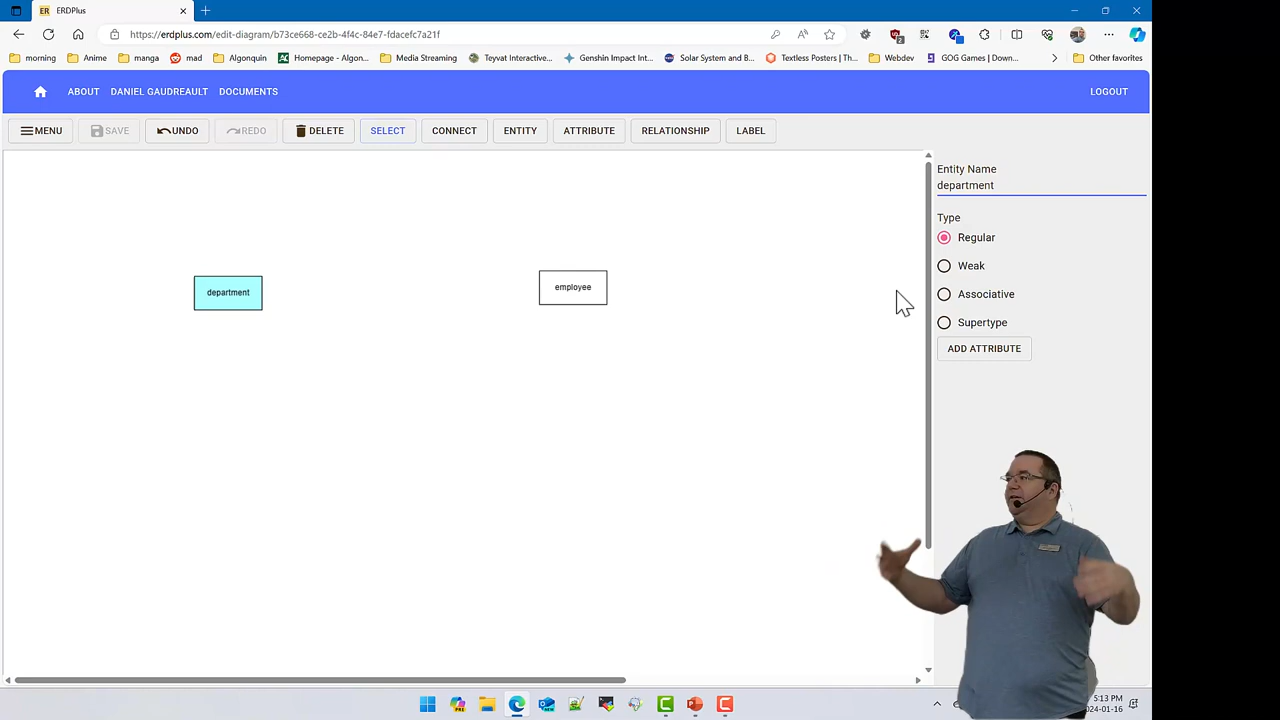 ERDPlus
https://erdplus.com/edit-diagram/b73ce668-ce2b-4f4c-84e7-fdacefc7a21f
morning
Anime
manga
mad
Algonquin
Homepage - Algon...
Media Streaming
Teyvat Interactive...
Genshin Impact Int...
Solar System and B...
Textless Posters | Th...
Webdev
GOG Games | Down...
Other favorites
ABOUT
DANIEL GAUDREAULT
DOCUMENTS
LOGOUT
MENU
SAVE
UNDO
REDO
DELETE
SELECT
CONNECT
ENTITY
ATTRIBUTE
RELATIONSHIP
LABEL
Entity Name
department
Type
Regular
Weak
Associative
Supertype
ADD ATTRIBUTE
department
employee
5:13 PM
2024-01-16